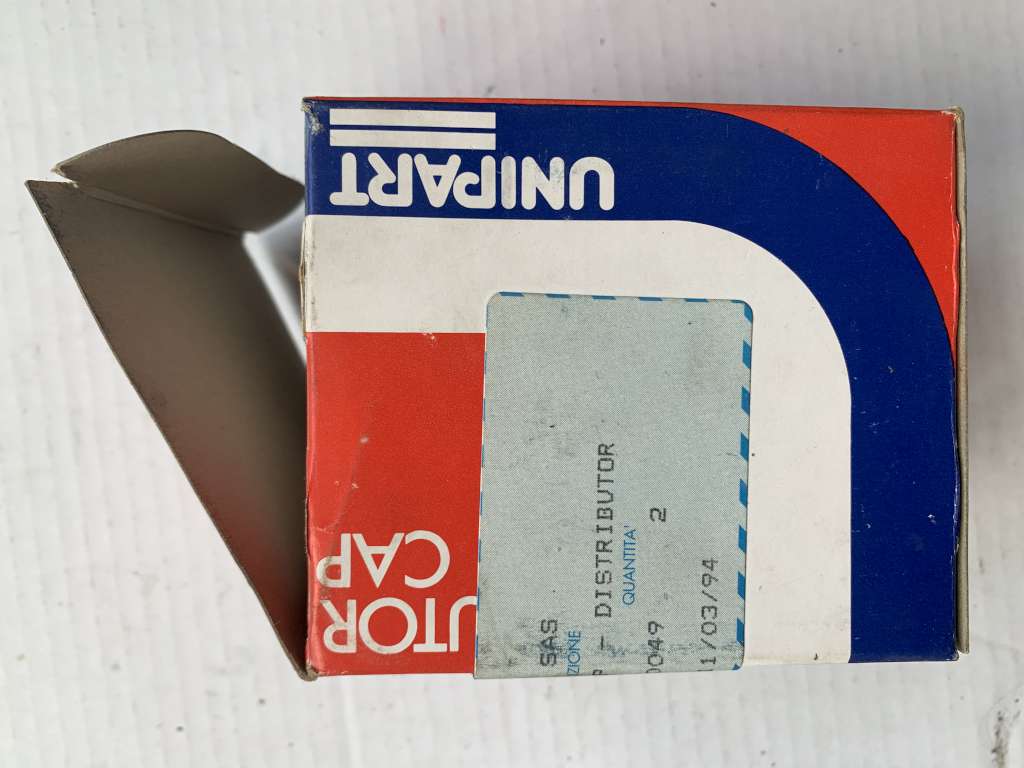 UNIPART
UTOR
CAP
SAS
ZIONE
P - DISTRIBUTOR
QUANTITA'
0049 2
1/03/94